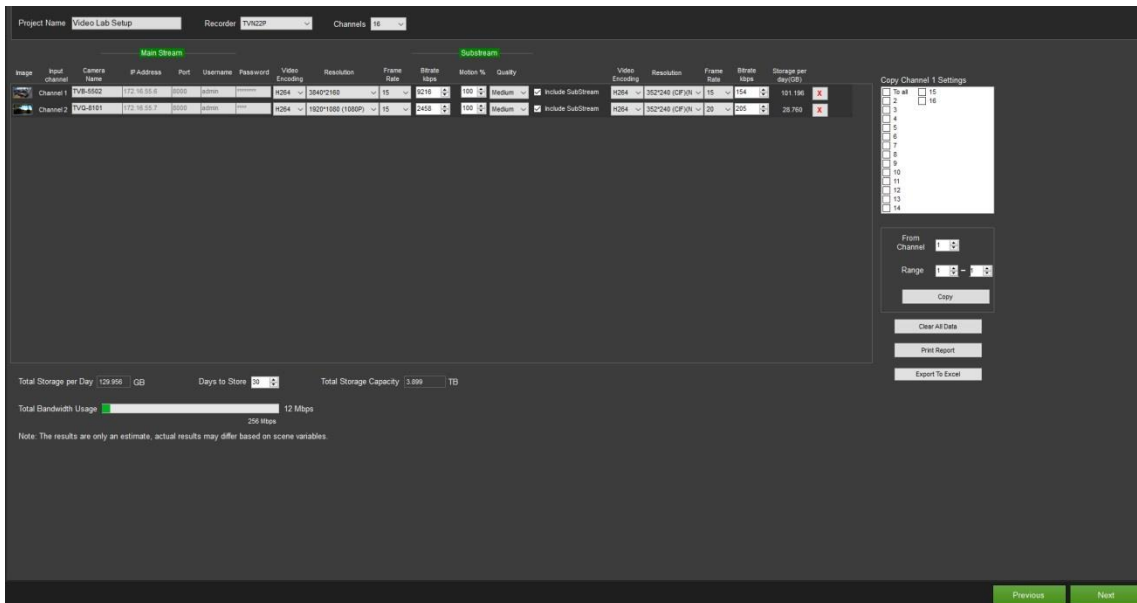 Project Name Video Lab Setup Recorder TVN22P Channels 16
Main Stream Substream
Image Input channel Camera Name IP Address Port Username Password Video Encoding Resolution Frame Rate Bitrate kbps Motion % Quality Video Encoding Resolution Frame Rate Bitrate kbps Storage per day(GB)
Channel 1 TVB-5502 172.16.55.6 8000 admin ******** H264 3840*2160 15 9216 100 Medium Include SubStream H264 352*240 (CIF)(N 15 154 101.196 X
Channel 2 TVG-8101 172.16.55.7 8000 admin **** H264 1920*1080 (1080P) 15 2458 100 Medium Include SubStream H264 352*240 (CIF)(N 20 205 28.760 X
Copy Channel 1 Settings
To all 15
2 16
3
4
5
6
7
8
9
10
11
12
13
14
From Channel 1
Range 1 - 1
Copy
Clear All Data
Print Report
Export To Excel
Total Storage per Day 129.956 GB Days to Store 30 Total Storage Capacity 3.899 TB
Total Bandwidth Usage 12 Mbps
256 Mbps
Note: The results are only an estimate, actual results may differ based on scene variables.
Previous Next